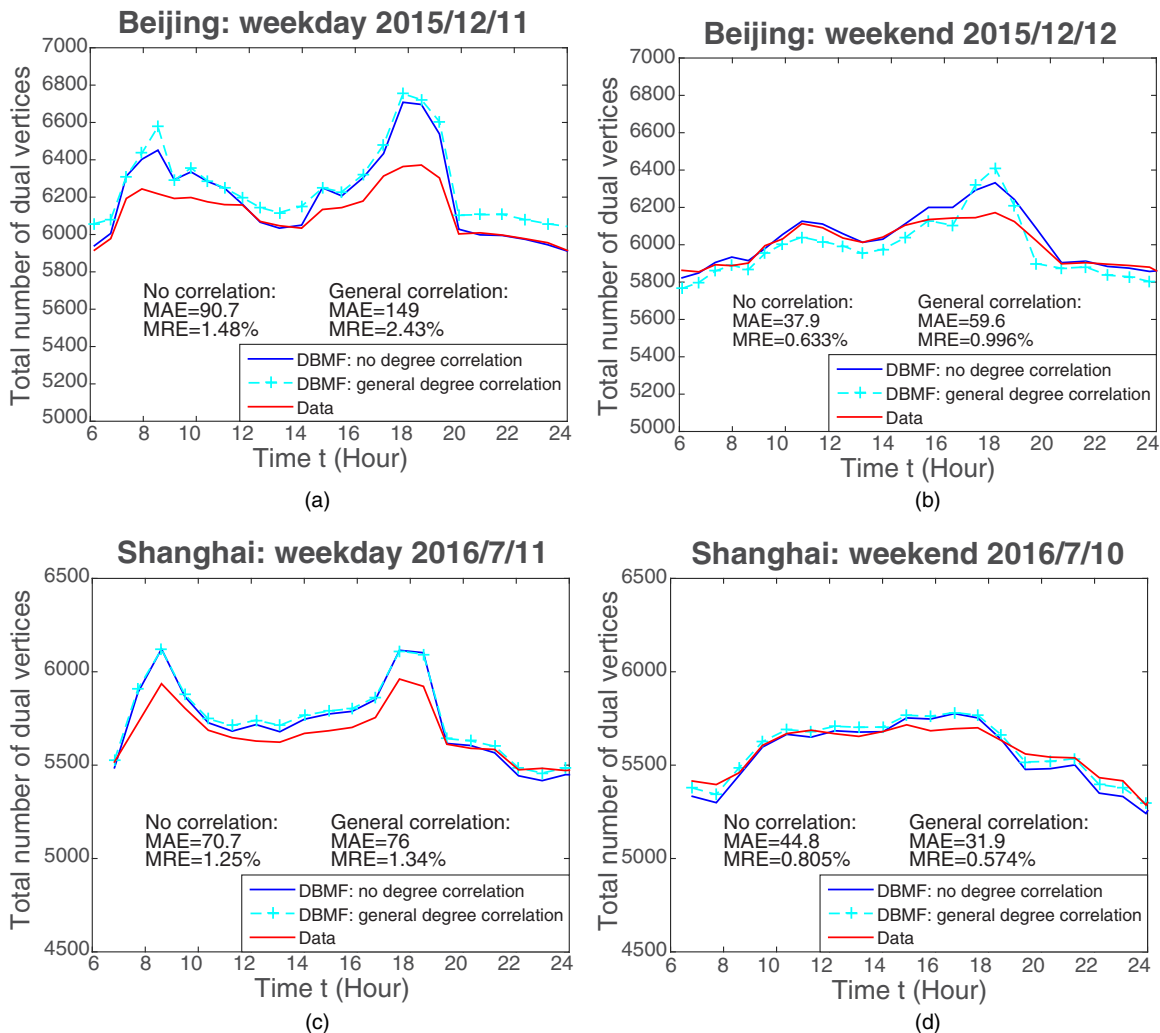 Beijing: weekday 2015/12/11
Total number of dual vertices
7000
6800
6600
6400
6200
6000
5800
5600
5400
5200
5000
No correlation: General correlation:
MAE=90.7 MAE=149
MRE=1.48% MRE=2.43%
DBMF: no degree correlation
DBMF: general degree correlation
Data
6 8 10 12 14 16 18 20 22 24
Time t (Hour)
(a)
Beijing: weekend 2015/12/12
Total number of dual vertices
7000
6800
6600
6400
6200
6000
5800
5600
5400
5200
5000
No correlation: General correlation:
MAE=37.9 MAE=59.6
MRE=0.633% MRE=0.996%
DBMF: no degree correlation
DBMF: general degree correlation
Data
6 8 10 12 14 16 18 20 22 24
Time t (Hour)
(b)
Shanghai: weekday 2016/7/11
Total number of dual vertices
6500
6000
5500
5000
4500
No correlation: General correlation:
MAE=70.7 MAE=76
MRE=1.25% MRE=1.34%
DBMF: no degree correlation
DBMF: general degree correlation
Data
6 8 10 12 14 16 18 20 22 24
Time t (Hour)
(c)
Shanghai: weekend 2016/7/10
Total number of dual vertices
6500
6000
5500
5000
4500
No correlation: General correlation:
MAE=44.8 MAE=31.9
MRE=0.805% MRE=0.574%
DBMF: no degree correlation
DBMF: general degree correlation
Data
6 8 10 12 14 16 18 20 22 24
Time t (Hour)
(d)